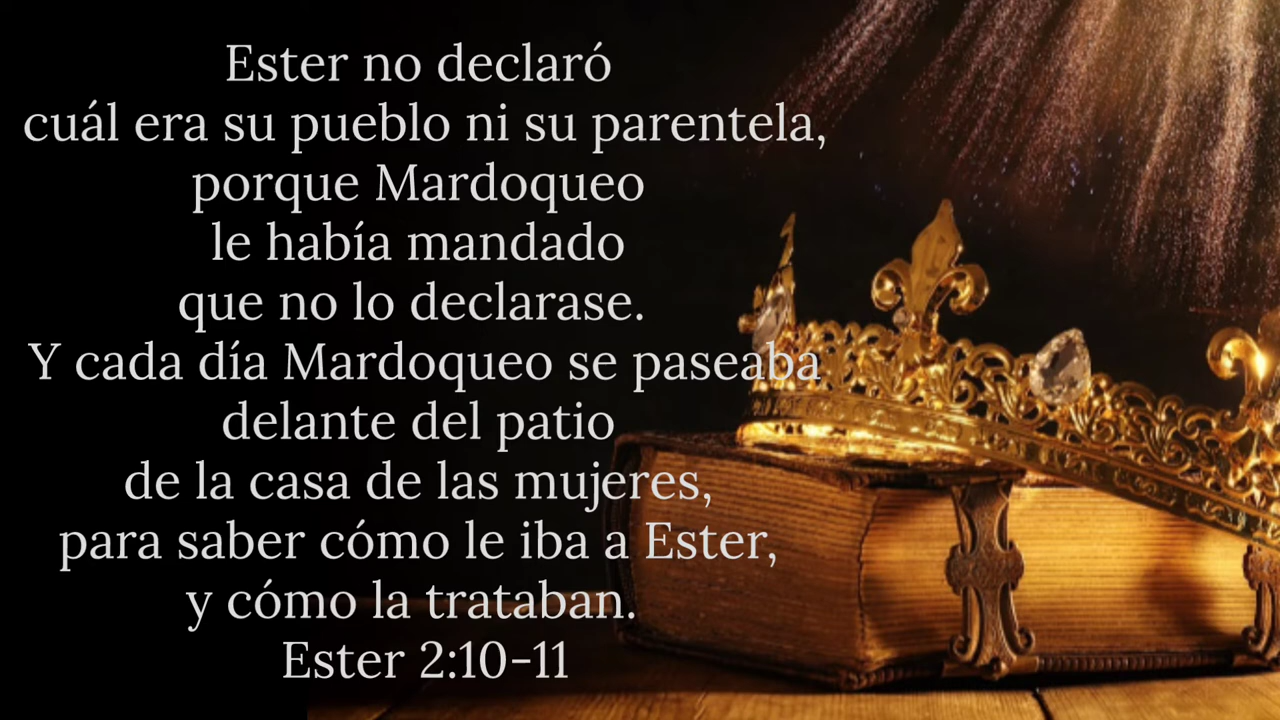 Ester no declaró
cuál era su pueblo ni su parentela,
porque Mardoqueo
le había mandado
que no lo declarase.
Y cada día Mardoqueo se paseaba
delante del patio
de la casa de las mujeres,
para saber cómo le iba a Ester,
y cómo la trataban.
Ester 2:10-11